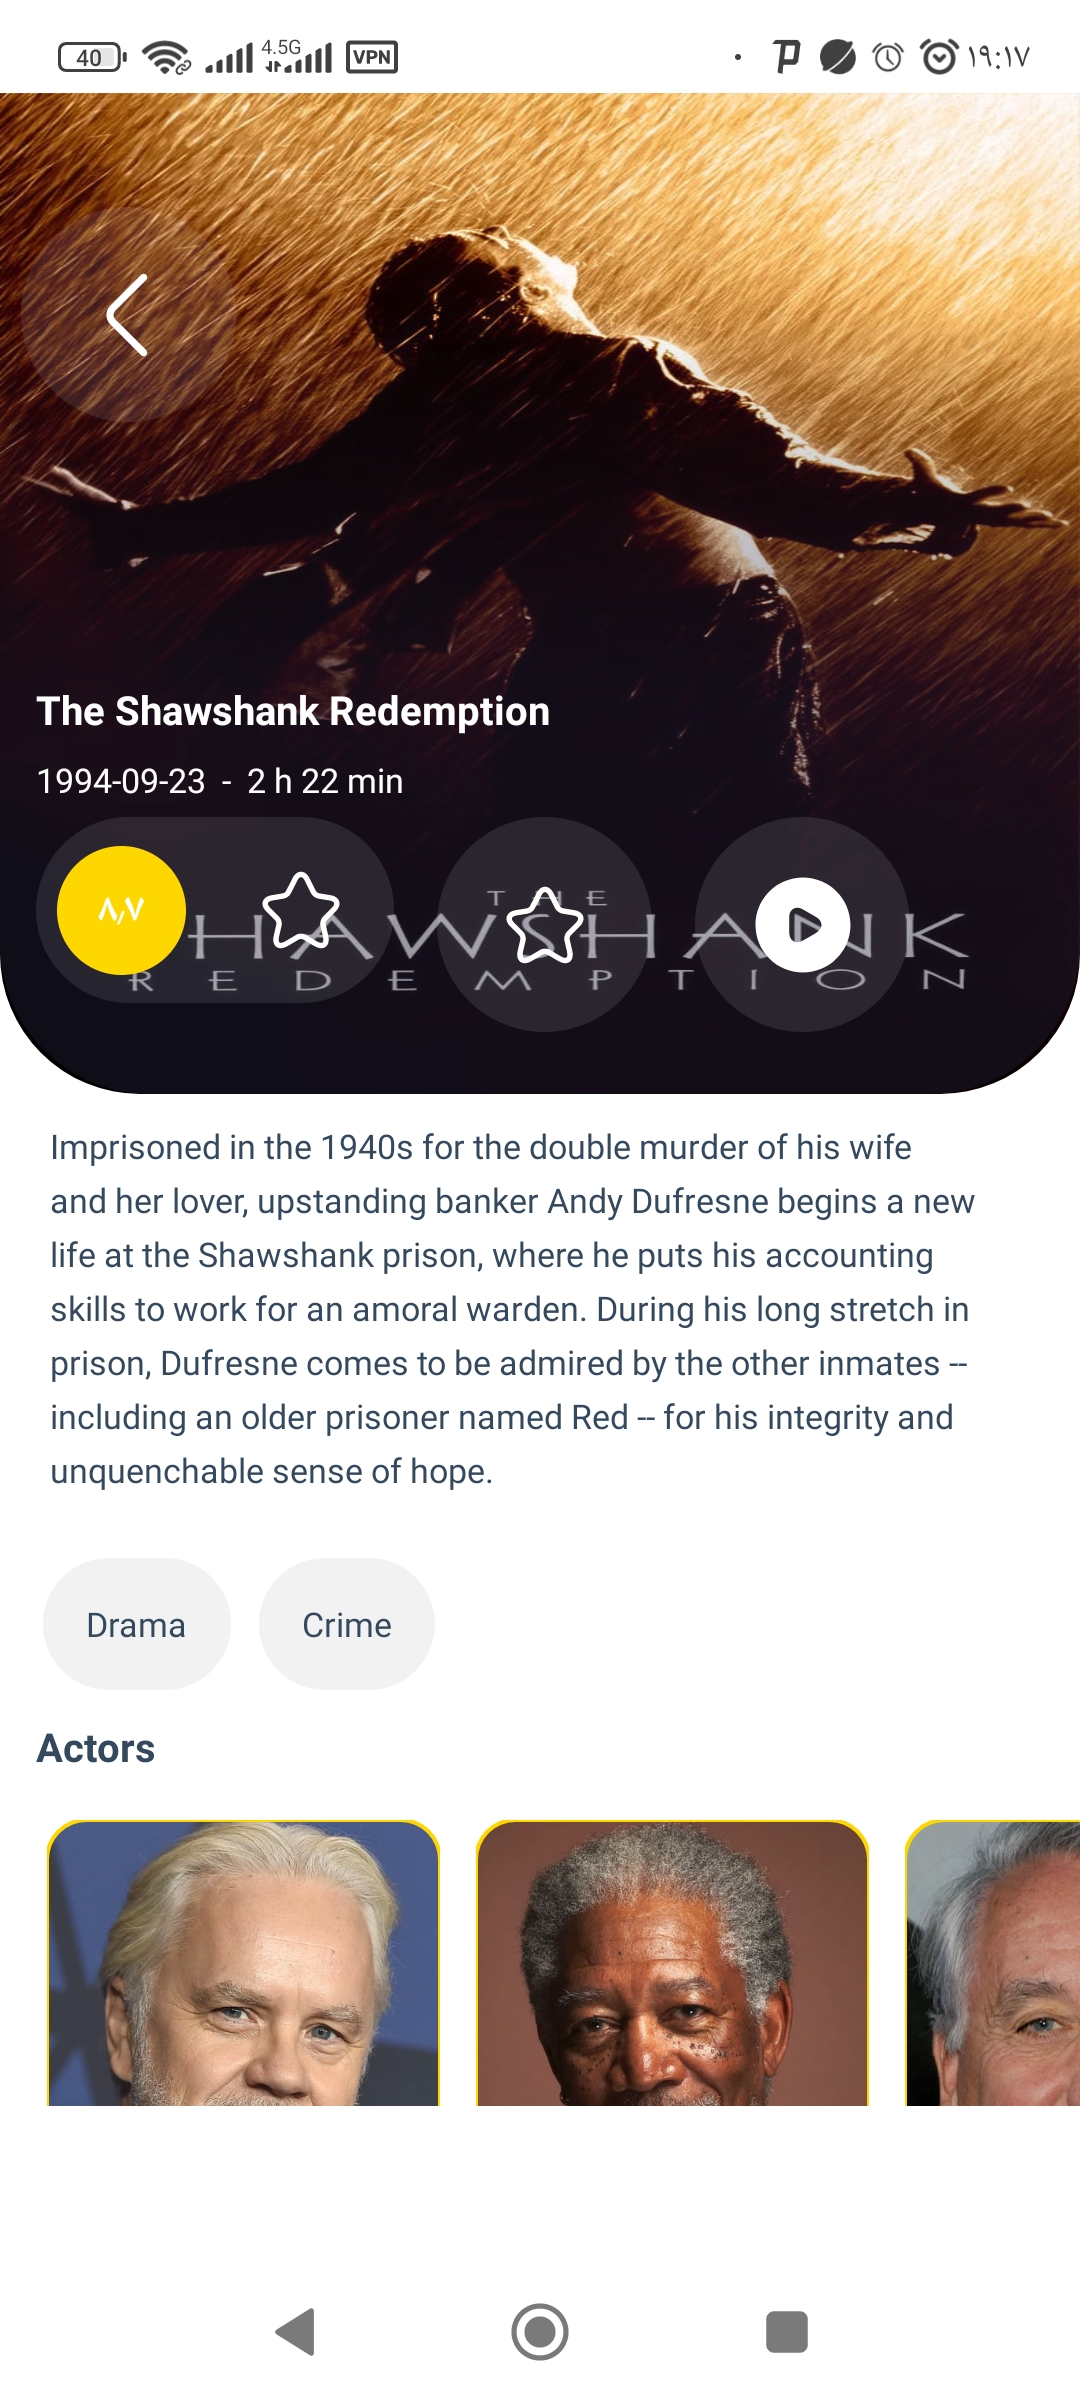 40
4.5G
VPN
١٩:١٧
The Shawshank Redemption
1994-09-23 - 2 h 22 min
٨٫٧
THE
SHAWSHANK
REDEMPTION
Imprisoned in the 1940s for the double murder of his wife
and her lover, upstanding banker Andy Dufresne begins a new
life at the Shawshank prison, where he puts his accounting
skills to work for an amoral warden. During his long stretch in
prison, Dufresne comes to be admired by the other inmates --
including an older prisoner named Red -- for his integrity and
unquenchable sense of hope.
Drama
Crime
Actors